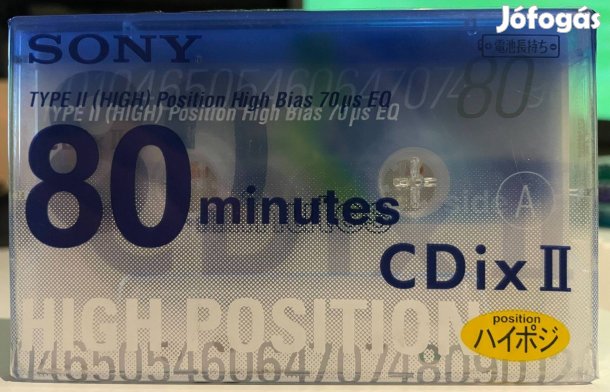 Jófogás
SONY
電池長持ち
TYPE II (HIGH) Position High Bias 70μs EQ
TYPE II (HIGH) Position High Bias 70μs EQ
80
80 minutes
side A
CDix II
HIGH POSITION
position
ハイポジ